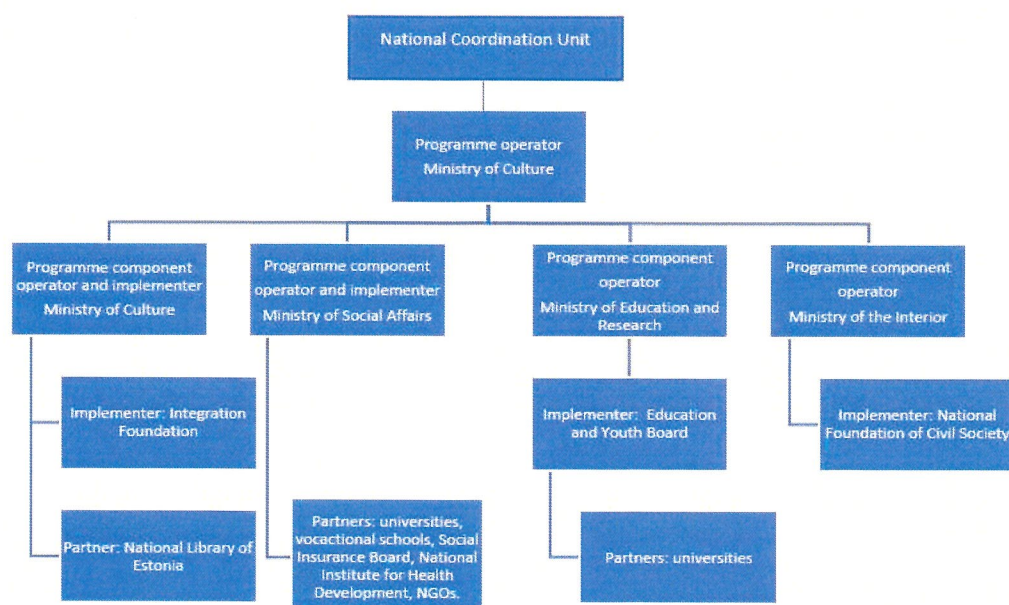 National Coordination Unit
Programme operator
Ministry of Culture
Programme component
operator and implementer
Ministry of Culture
Programme component
operator and implementer
Ministry of Social Affairs
Programme component
operator
Ministry of Education and
Research
Programme component
operator
Ministry of the Interior
Implementer: Integration
Foundation
Implementer: Education
and Youth Board
Implementer: National
Foundation of Civil Society
Partner: National Library of
Estonia
Partners: universities,
vocactional schools, Social
Insurance Board, National
Institute for Health
Development, NGOs.
Partners: universities